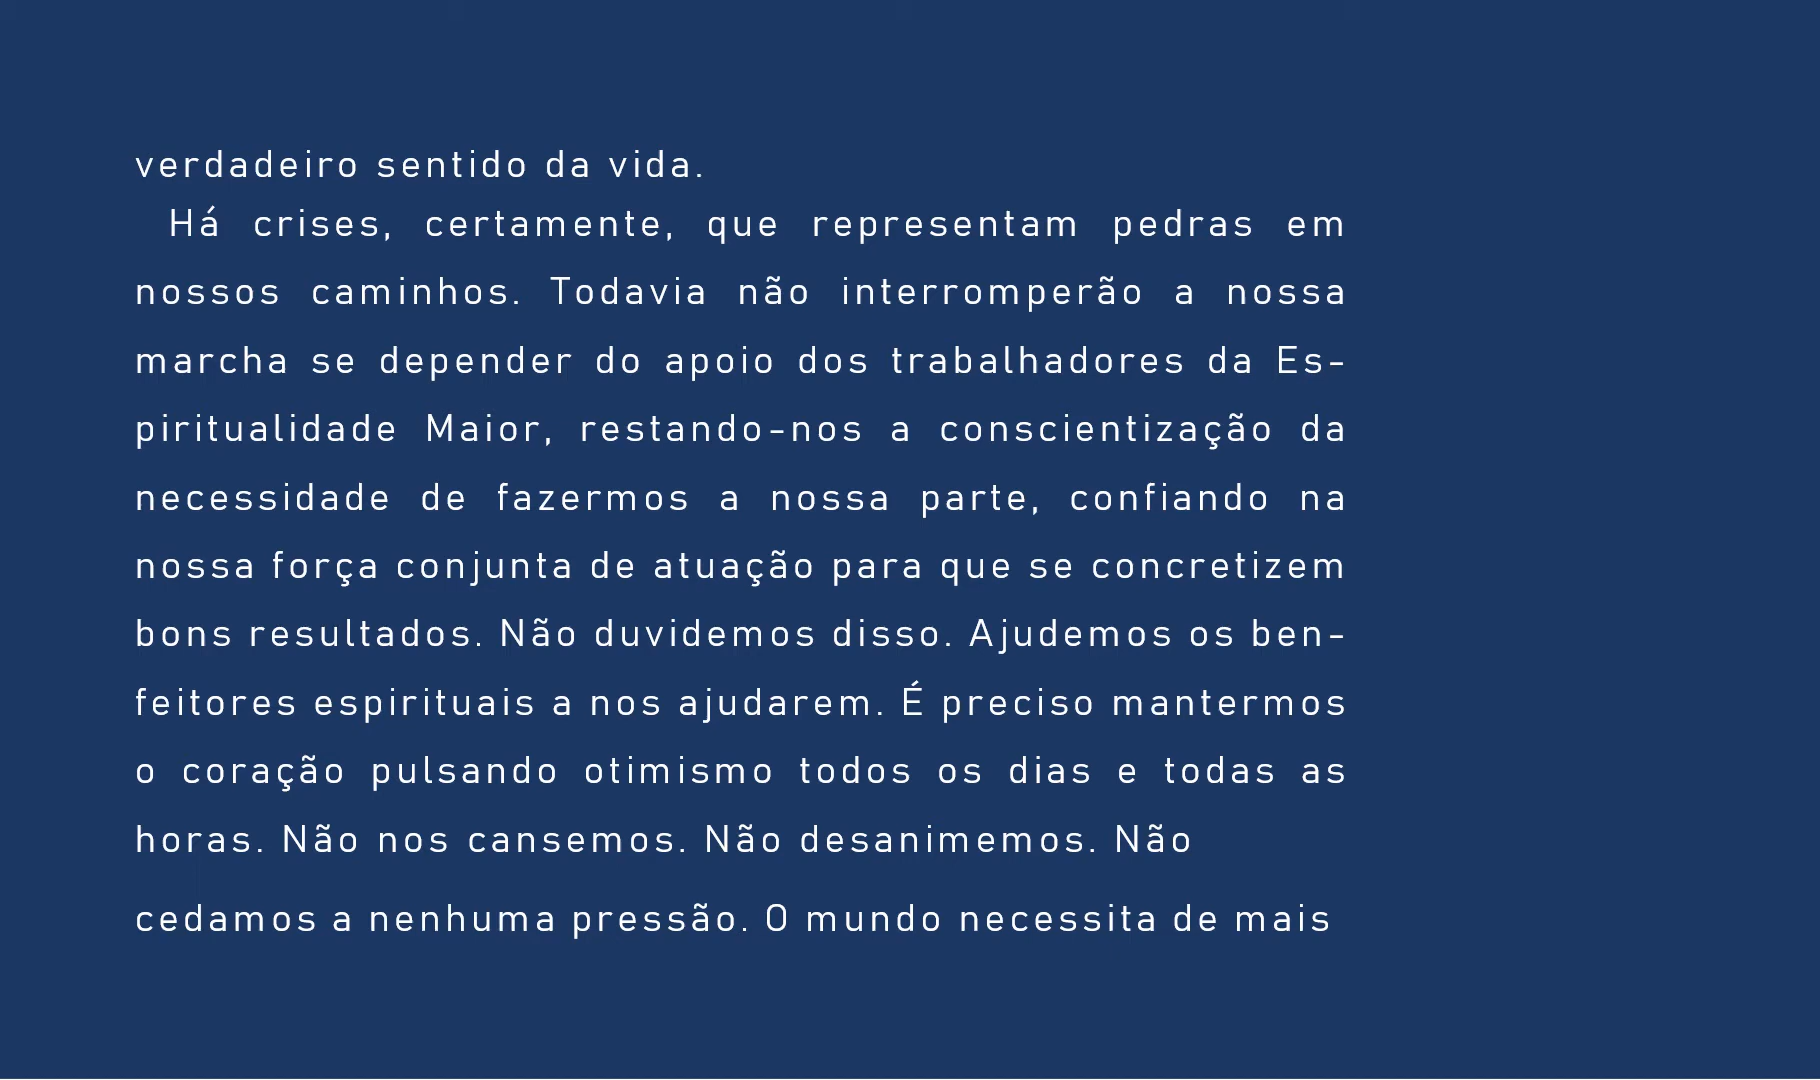 verdadeiro sentido da vida.
Há crises, certamente, que representam pedras em
nossos caminhos. Todavia não interromperão a nossa
marcha se depender do apoio dos trabalhadores da Es-
piritualidade Maior, restando-nos a conscientização da
necessidade de fazermos a nossa parte, confiando na
nossa força conjunta de atuação para que se concretizem
bons resultados. Não duvidemos disso. Ajudemos os ben-
feitores espirituais a nos ajudarem. É preciso mantermos
o coração pulsando otimismo todos os dias e todas as
horas. Não nos cansemos. Não desanimemos. Não
cedamos a nenhuma pressão. O mundo necessita de mais